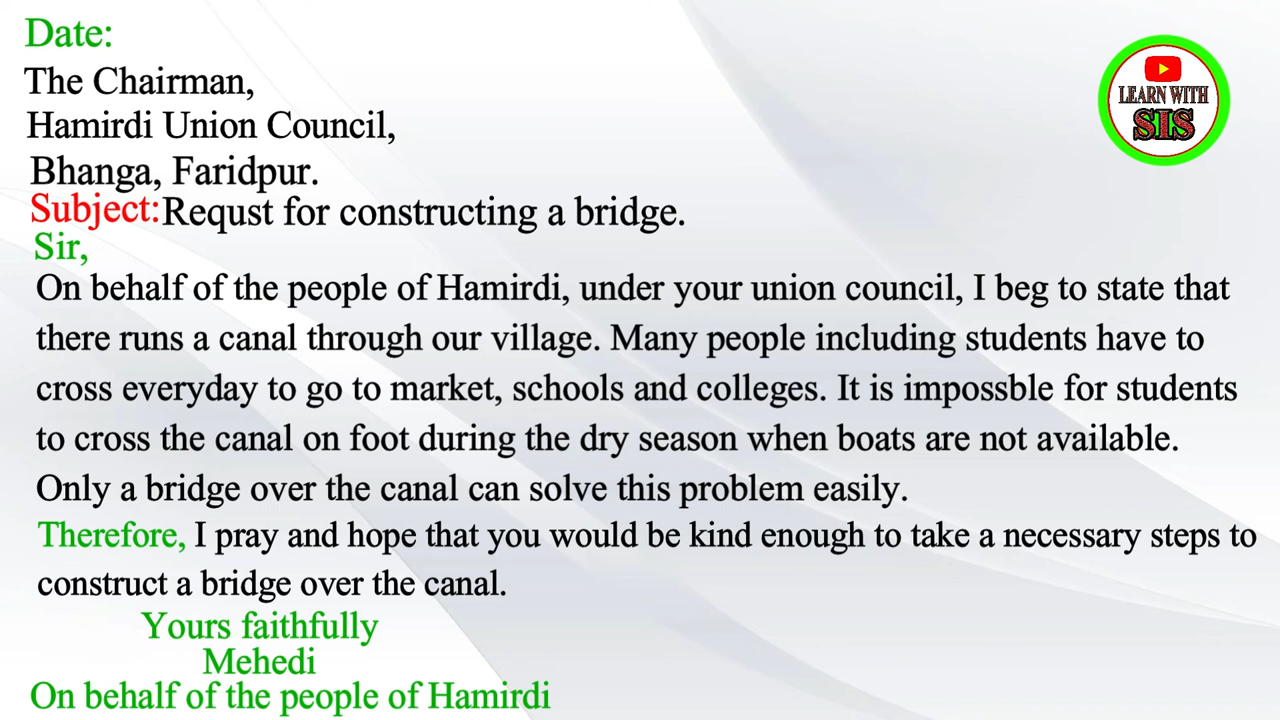 Date:
The Chairman,
Hamirdi Union Council,
Bhanga, Faridpur.
LEARN WITH
SIS
Subject:Requst for constructing a bridge.
Sir,
On behalf of the people of Hamirdi, under your union council, I beg to state that
there runs a canal through our village. Many people including students have to
cross everyday to go to market, schools and colleges. It is impossble for students
to cross the canal on foot during the dry season when boats are not available.
Only a bridge over the canal can solve this problem easily.
Therefore, I pray and hope that you would be kind enough to take a necessary steps to
construct a bridge over the canal.
Yours faithfully
Mehedi
On behalf of the people of Hamirdi